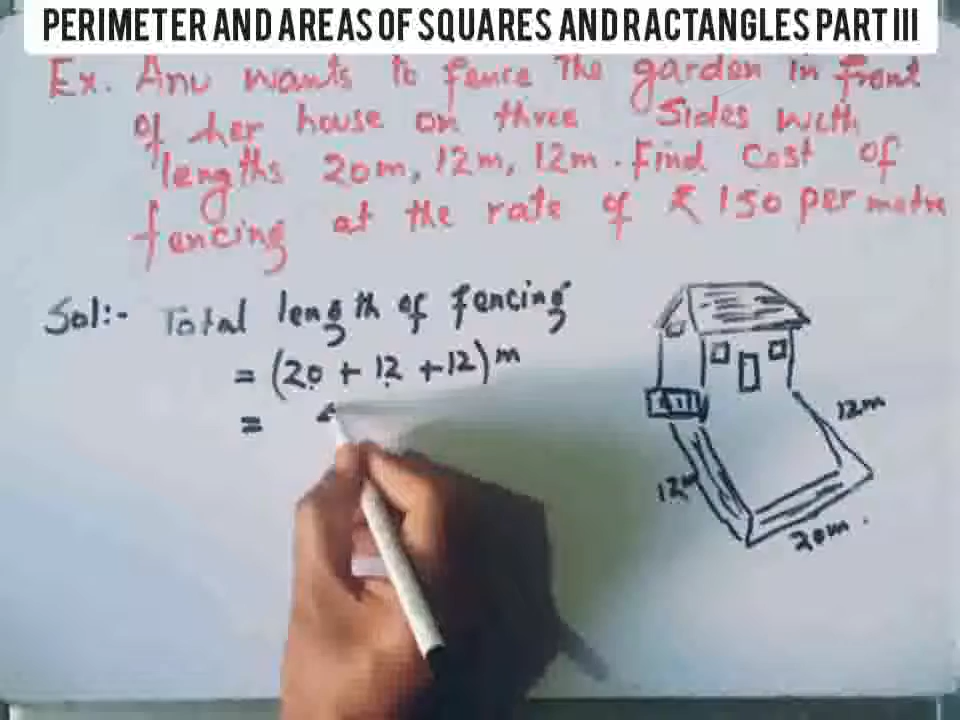 PERIMETER AND AREAS OF SQUARES AND RACTANGLES PART III
Ex. Anu wants to fence the garden in front
of her house on three sides with
lengths 20m, 12m, 12m. Find cost of
fencing at the rate of ₹ 150 per metre
Sol:- Total length of fencing
= (20 + 12 + 12) m
=
12m
12m
20m